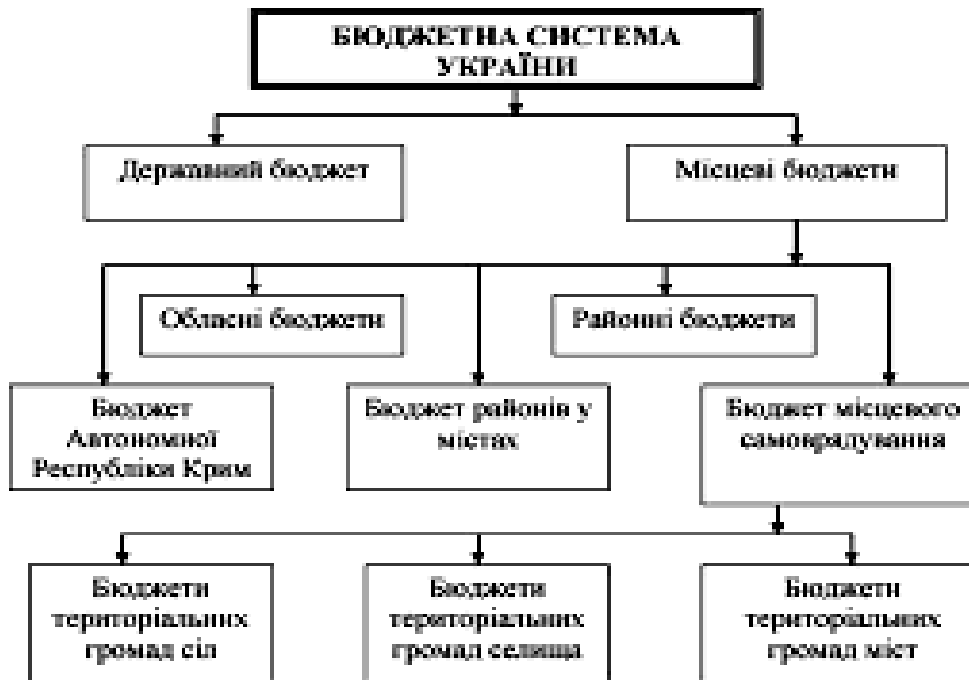 БЮДЖЕТНА СИСТЕМА
УКРАЇНИ
Державний бюджет
Місцеві бюджети
Обласні бюджети
Районні бюджети
Бюджет
Автономної
Республіки Крим
Бюджет районів у
містах
Бюджет місцевого
самоврядування
Бюджети
територіальних
громад сіл
Бюджети
територіальних
громад селища
Бюджети
територіальних
громад міст